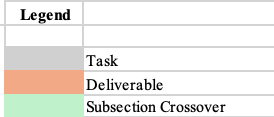 Legend
Task
Deliverable
Subsection Crossover